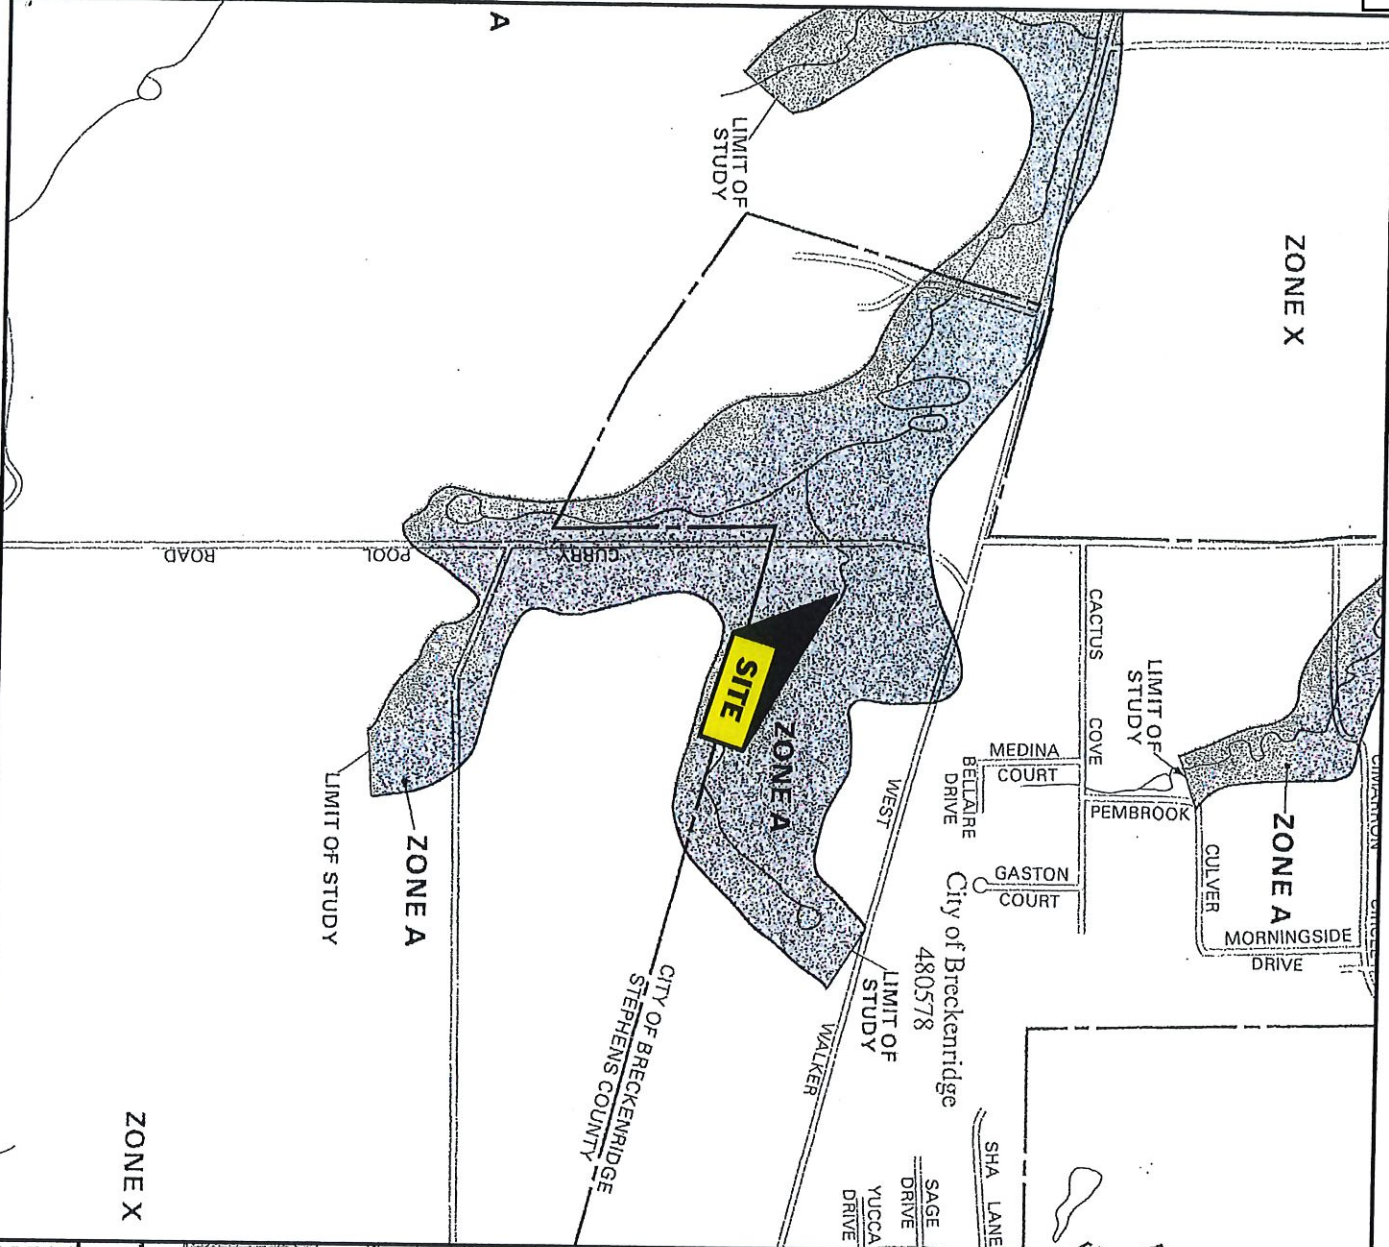 A
LIMIT OF
STUDY
ZONE X
ROAD
POOL
CURRY
CACTUS
COVE
LIMIT OF
STUDY
SITE
ZONE A
WEST
MEDINA
COURT
BELLAIRE
DRIVE
PEMBROOK
CULVER
ZONE A
GASTON
COURT
MORNINGSIDE
DRIVE
City of Breckenridge
480578
LIMIT OF
STUDY
LIMIT OF STUDY
ZONE A
WALKER
CITY OF BRECKENRIDGE
STEPHENS COUNTY
ZONE X
SHA LANE
SAGE
DRIVE
YUCCA
DRIVE